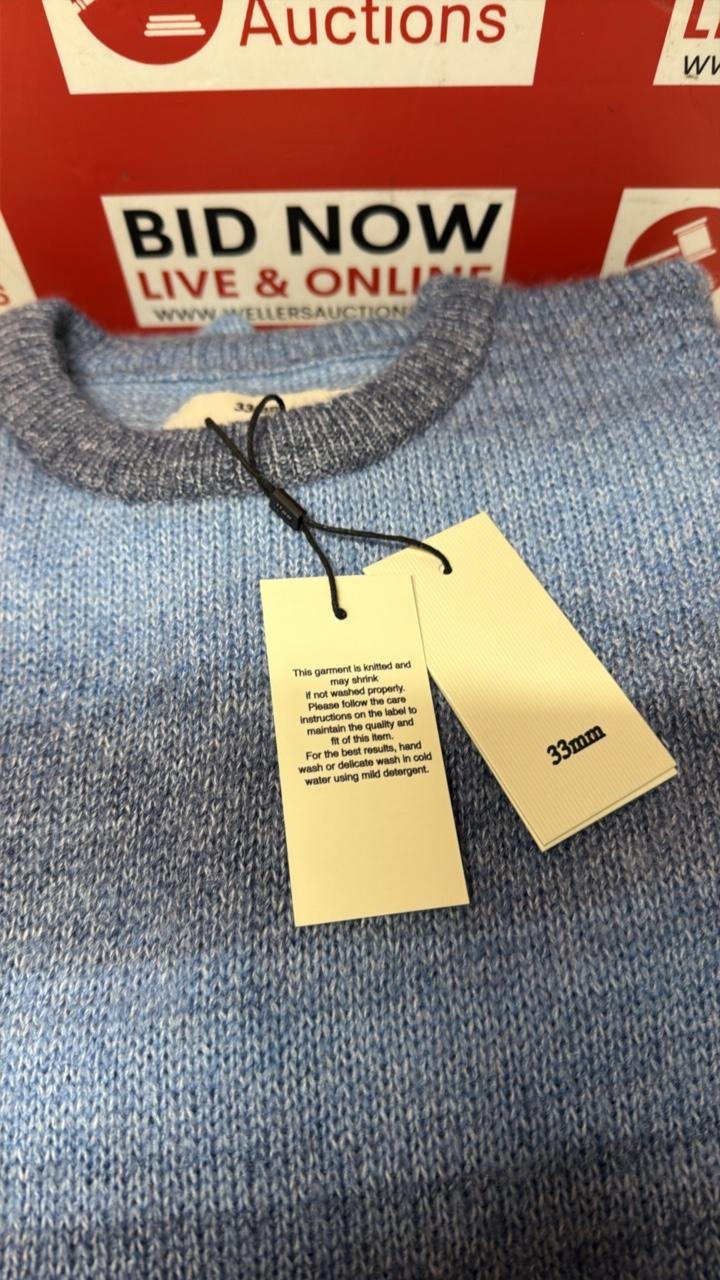 Auctions
BID NOW
LIVE & ONLINE
This garment is knitted and
may shrink
if not washed properly.
Please follow the care
instructions on the label to
maintain the quality and
fit of this item.
For the best results, hand
wash or delicate wash in cold
water using mild detergent.
33mm